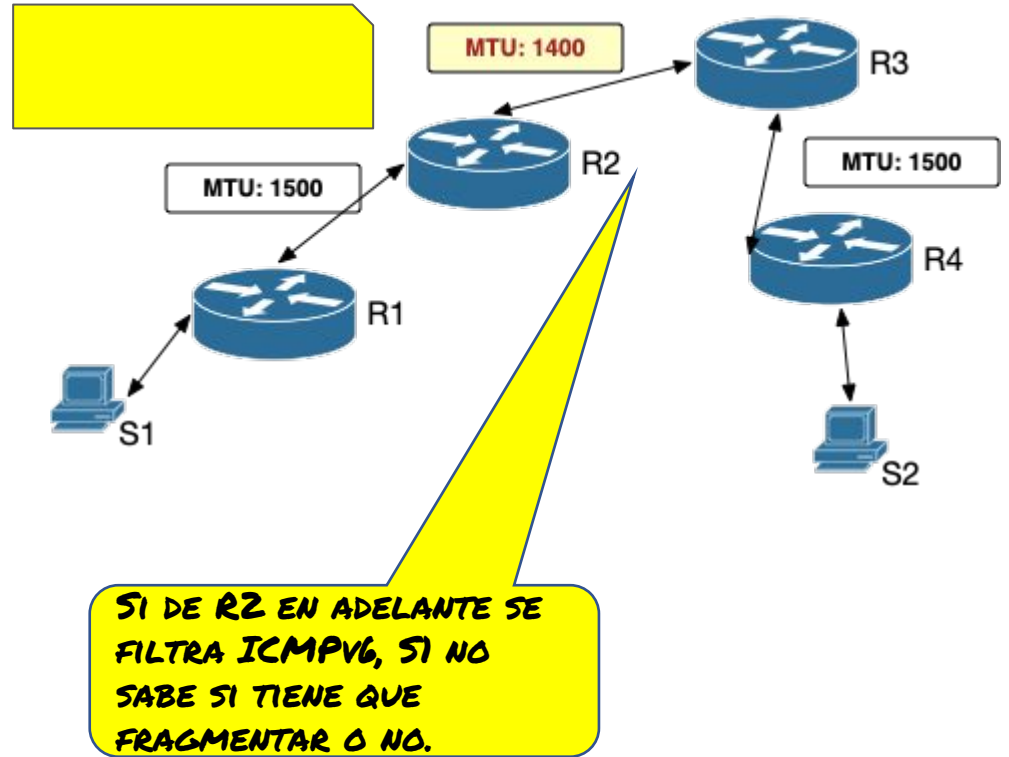 MTU: 1400
R3
R2
MTU: 1500
MTU: 1500
R4
R1
S1
S2
SI DE R2 EN ADELANTE SE
FILTRA ICMPV6, S1 NO
SABE SI TIENE QUE
FRAGMENTAR O NO.